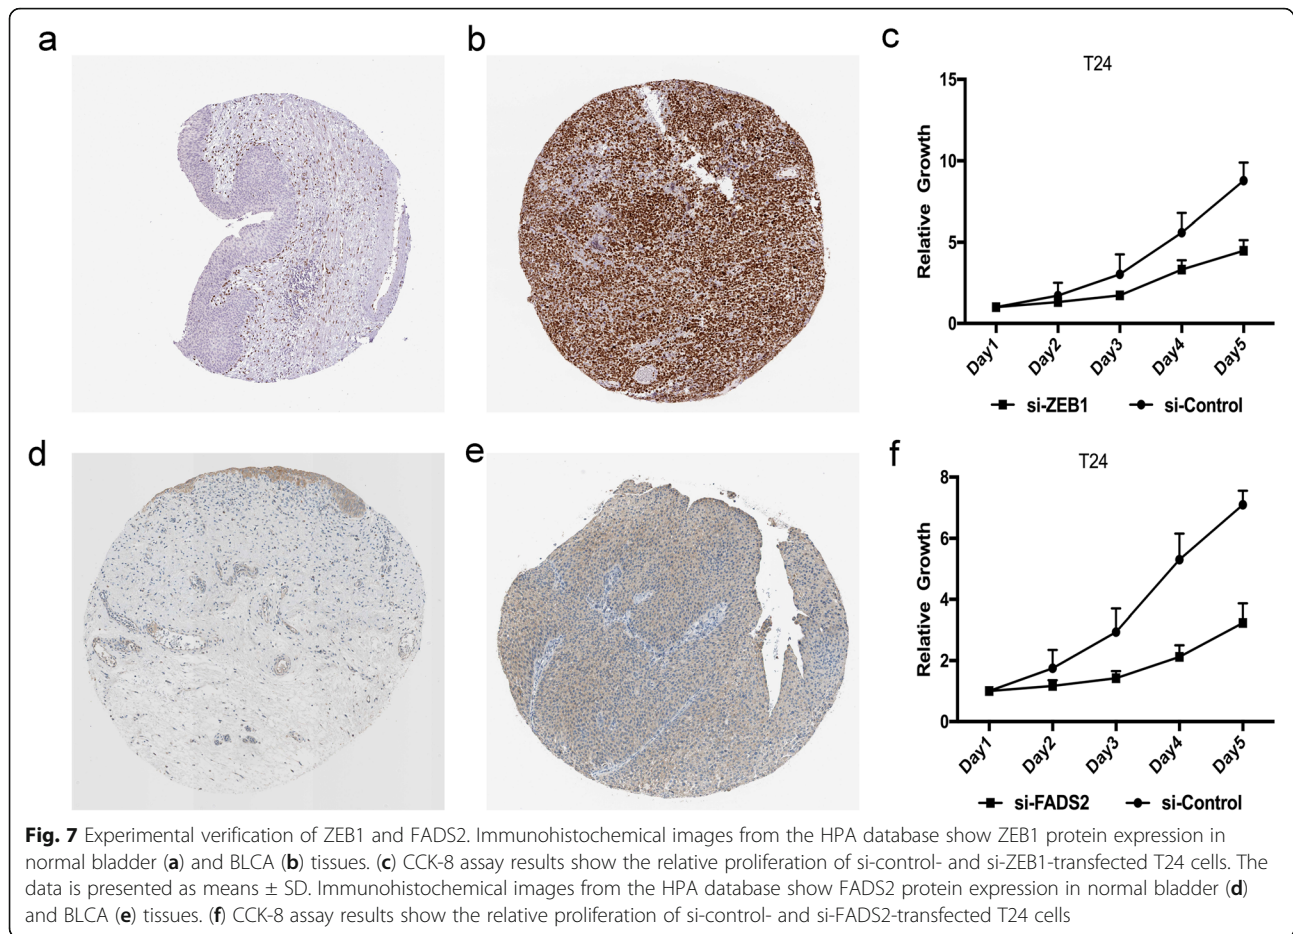 a
b
c
T24
15
10
5
0
Relative Growth
Day1
Day2
Day3
Day4
Day5
si-ZEB1
si-Control
d
e
f
T24
8
6
4
2
0
Relative Growth
Day1
Day2
Day3
Day4
Day5
si-FADS2
si-Control
Fig. 7 Experimental verification of ZEB1 and FADS2. Immunohistochemical images from the HPA database show ZEB1 protein expression in
normal bladder (a) and BLCA (b) tissues. (c) CCK-8 assay results show the relative proliferation of si-control- and si-ZEB1-transfected T24 cells. The
data is presented as means ± SD. Immunohistochemical images from the HPA database show FADS2 protein expression in normal bladder (d)
and BLCA (e) tissues. (f) CCK-8 assay results show the relative proliferation of si-control- and si-FADS2-transfected T24 cells